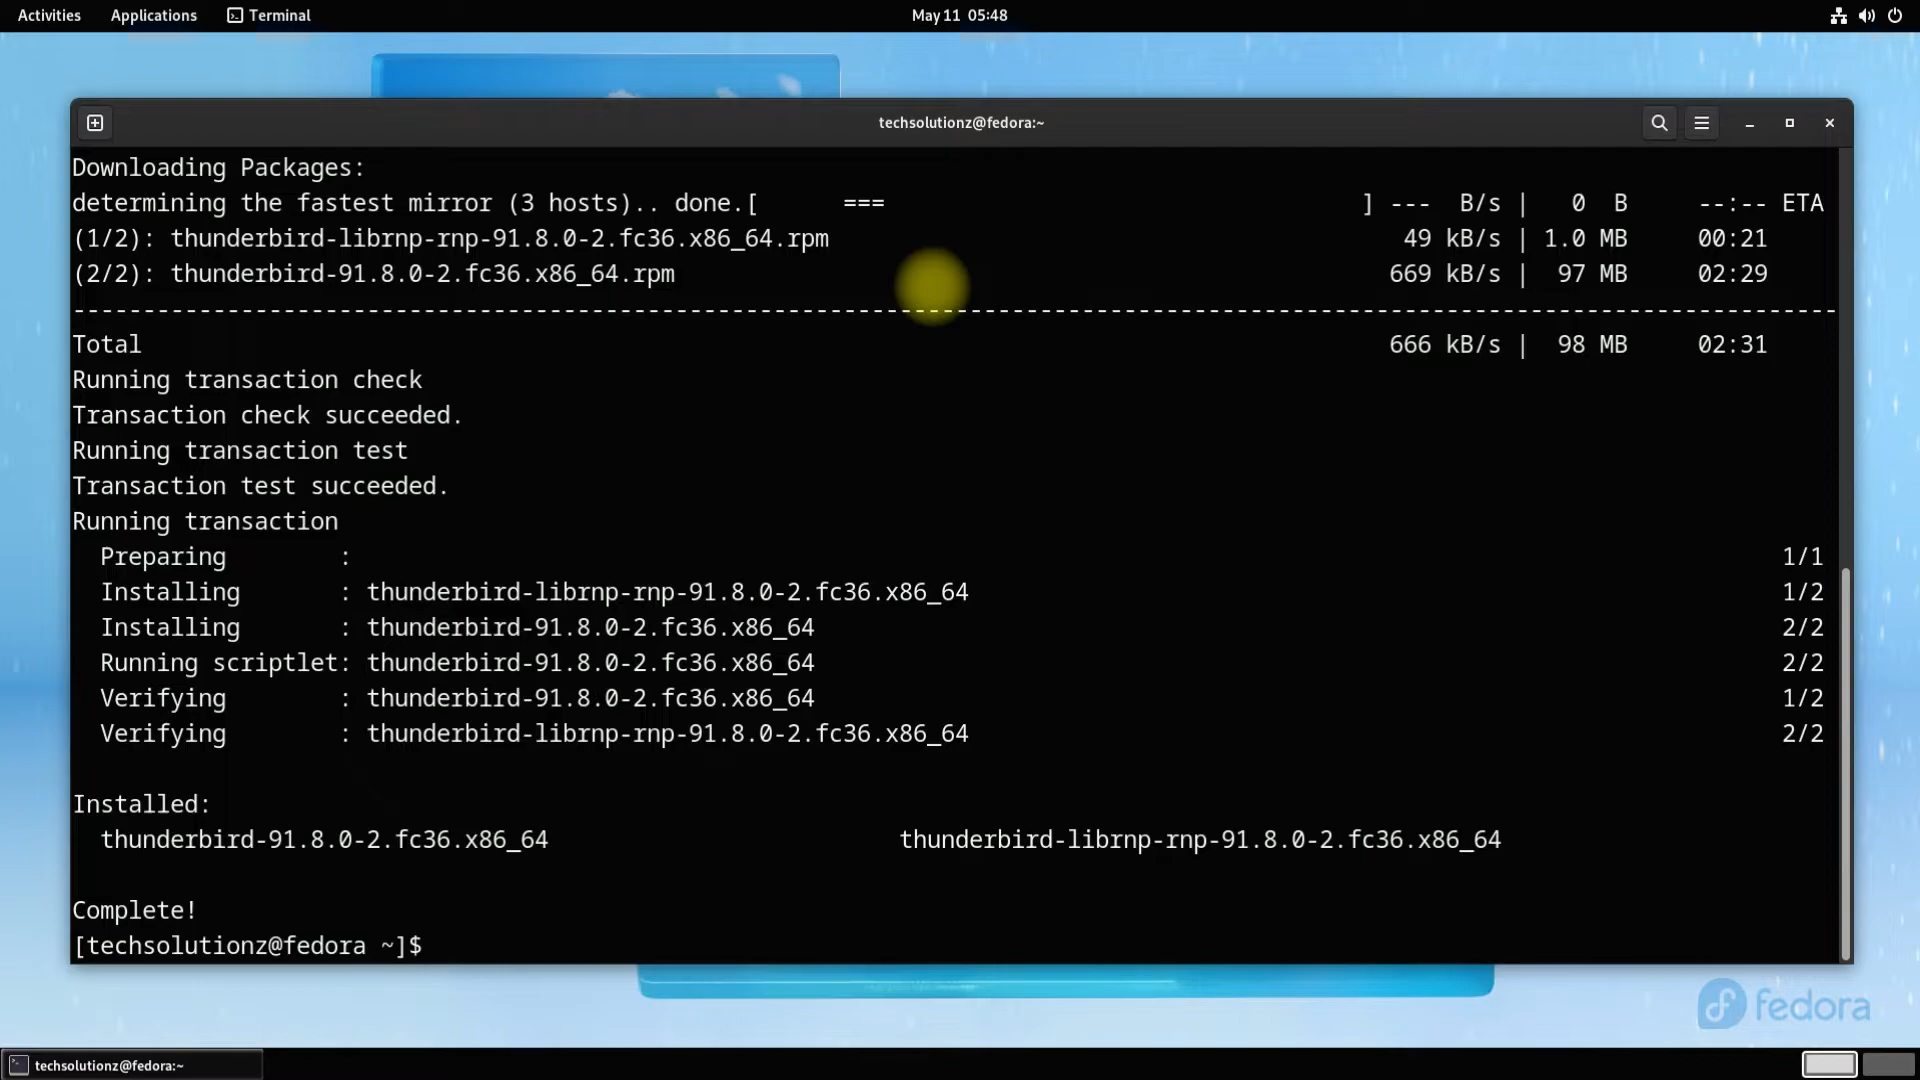 Activities Applications Terminal May 11 05:48
techsolutionz@fedora:~
Downloading Packages:
determining the fastest mirror (3 hosts).. done.[      ===      ] ---  B/s |   0  B     --:-- ETA
(1/2): thunderbird-librnp-rnp-91.8.0-2.fc36.x86_64.rpm 49 kB/s | 1.0 MB     00:21
(2/2): thunderbird-91.8.0-2.fc36.x86_64.rpm 669 kB/s |  97 MB     02:29
--------------------------------------------------------------------------------
Total 666 kB/s |  98 MB     02:31
Running transaction check
Transaction check succeeded.
Running transaction test
Transaction test succeeded.
Running transaction
  Preparing        : 1/1
  Installing       : thunderbird-librnp-rnp-91.8.0-2.fc36.x86_64 1/2
  Installing       : thunderbird-91.8.0-2.fc36.x86_64 2/2
  Running scriptlet: thunderbird-91.8.0-2.fc36.x86_64 2/2
  Verifying        : thunderbird-91.8.0-2.fc36.x86_64 1/2
  Verifying        : thunderbird-librnp-rnp-91.8.0-2.fc36.x86_64 2/2
Installed:
  thunderbird-91.8.0-2.fc36.x86_64 thunderbird-librnp-rnp-91.8.0-2.fc36.x86_64
Complete!
[techsolutionz@fedora ~]$
fedora
techsolutionz@fedora:~